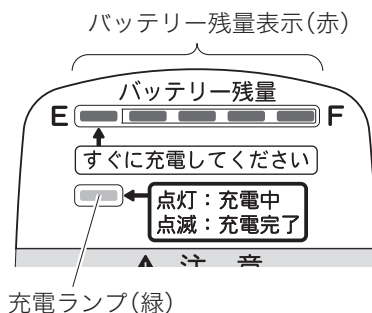 バッテリー残量表示(赤)
バッテリー残量
E F
すぐに充電してください
点灯:充電中
点滅:充電完了
注 意
充電ランプ(緑)